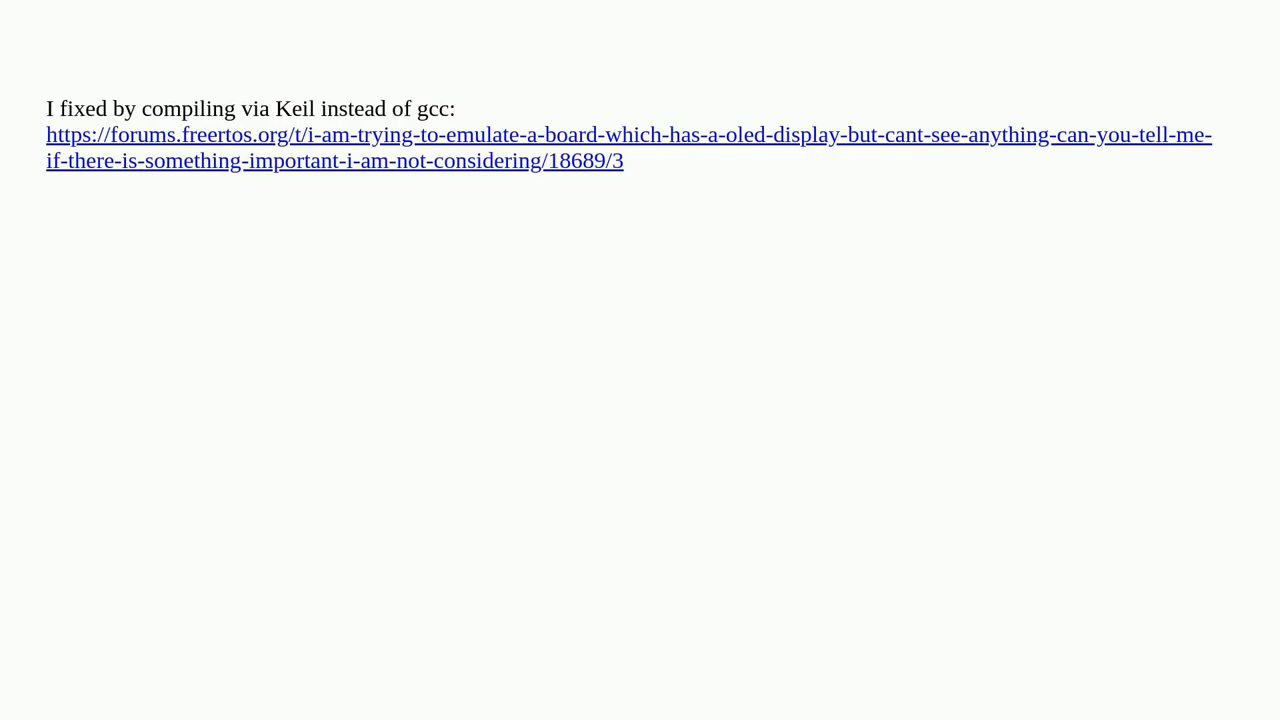 I fixed by compiling via Keil instead of gcc:
https://forums.freertos.org/t/i-am-trying-to-emulate-a-board-which-has-a-oled-display-but-cant-see-anything-can-you-tell-me-
if-there-is-something-important-i-am-not-considering/18689/3